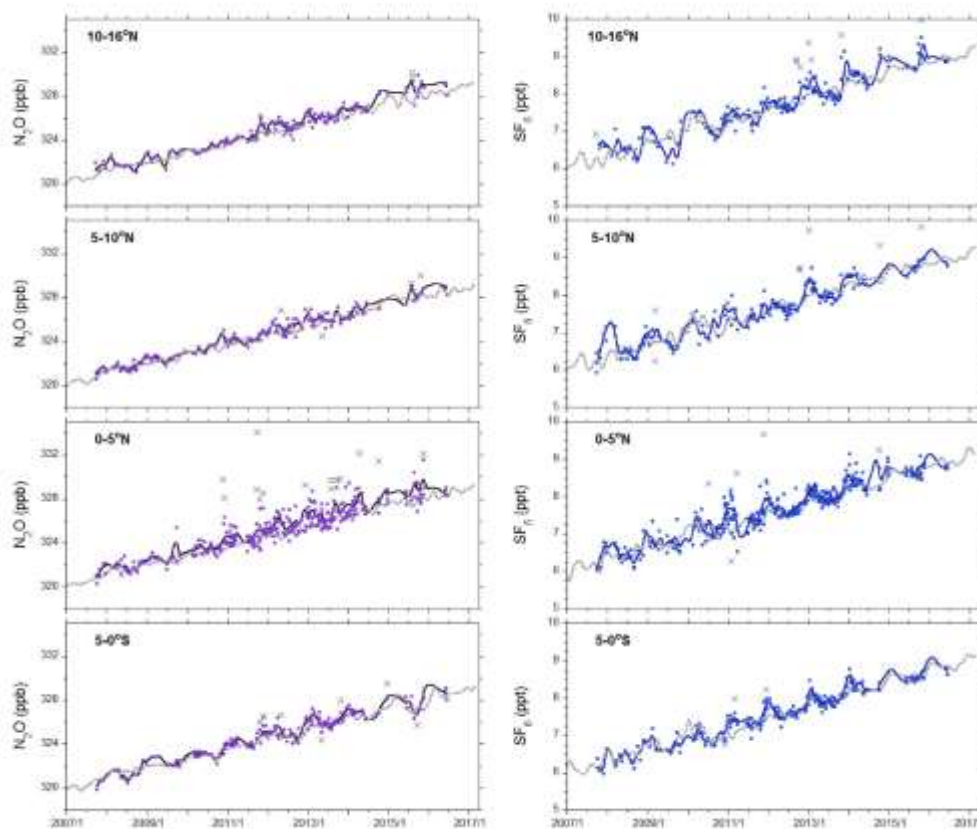 10-16°N
332
328
324
320
N₂O (ppb)
10-16°N
10
9
8
7
6
5
SF₆ (ppt)
5-10°N
332
328
324
320
N₂O (ppb)
5-10°N
10
9
8
7
6
5
SF₆ (ppt)
0-5°N
332
328
324
320
N₂O (ppb)
0-5°N
10
9
8
7
6
5
SF₆ (ppt)
5-0°S
332
328
324
320
N₂O (ppb)
2007/1 2009/1 2011/1 2013/1 2015/1 2017/1
5-0°S
10
9
8
7
6
5
SF₆ (ppt)
2007/1 2009/1 2011/1 2013/1 2015/1